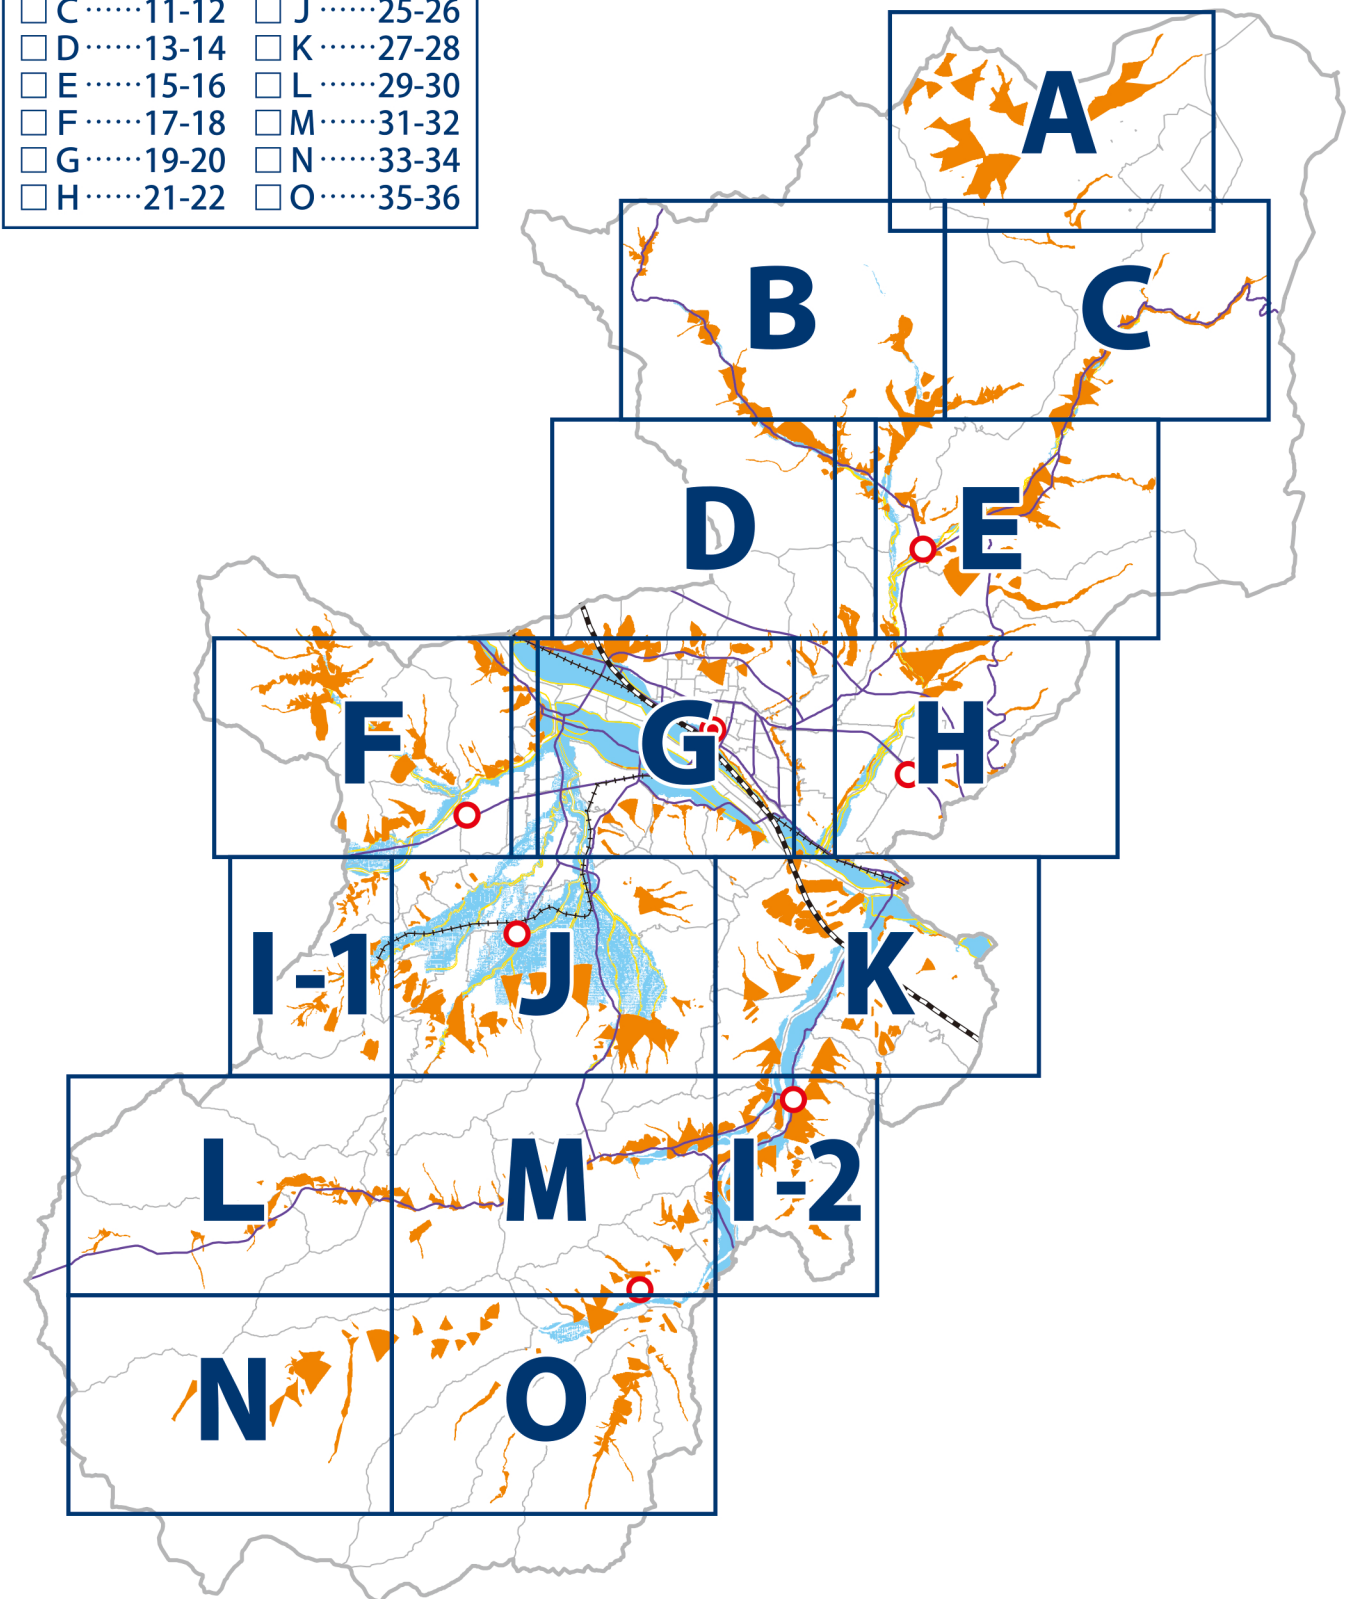 □ C ······ 11-12 □ J ······ 25-26
□ D ······ 13-14 □ K ······ 27-28
□ E ······ 15-16 □ L ······ 29-30
□ F ······ 17-18 □ M ······ 31-32
□ G ······ 19-20 □ N ······ 33-34
□ H ······ 21-22 □ O ······ 35-36
A
B
C
D
E
F
G
H
I-1
J
K
L
M
I-2
N
O